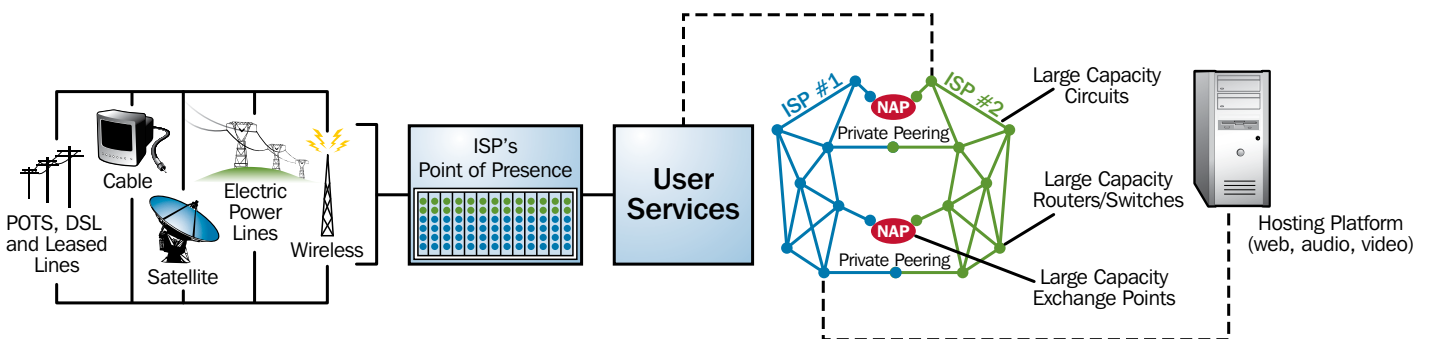 POTS, DSL
and Leased
Lines
Cable
Satellite
Electric
Power
Lines
Wireless
ISP's
Point of Presence
User
Services
ISP #1
ISP #2
NAP
Private Peering
NAP
Private Peering
Large Capacity
Circuits
Large Capacity
Routers/Switches
Large Capacity
Exchange Points
Hosting Platform
(web, audio, video)